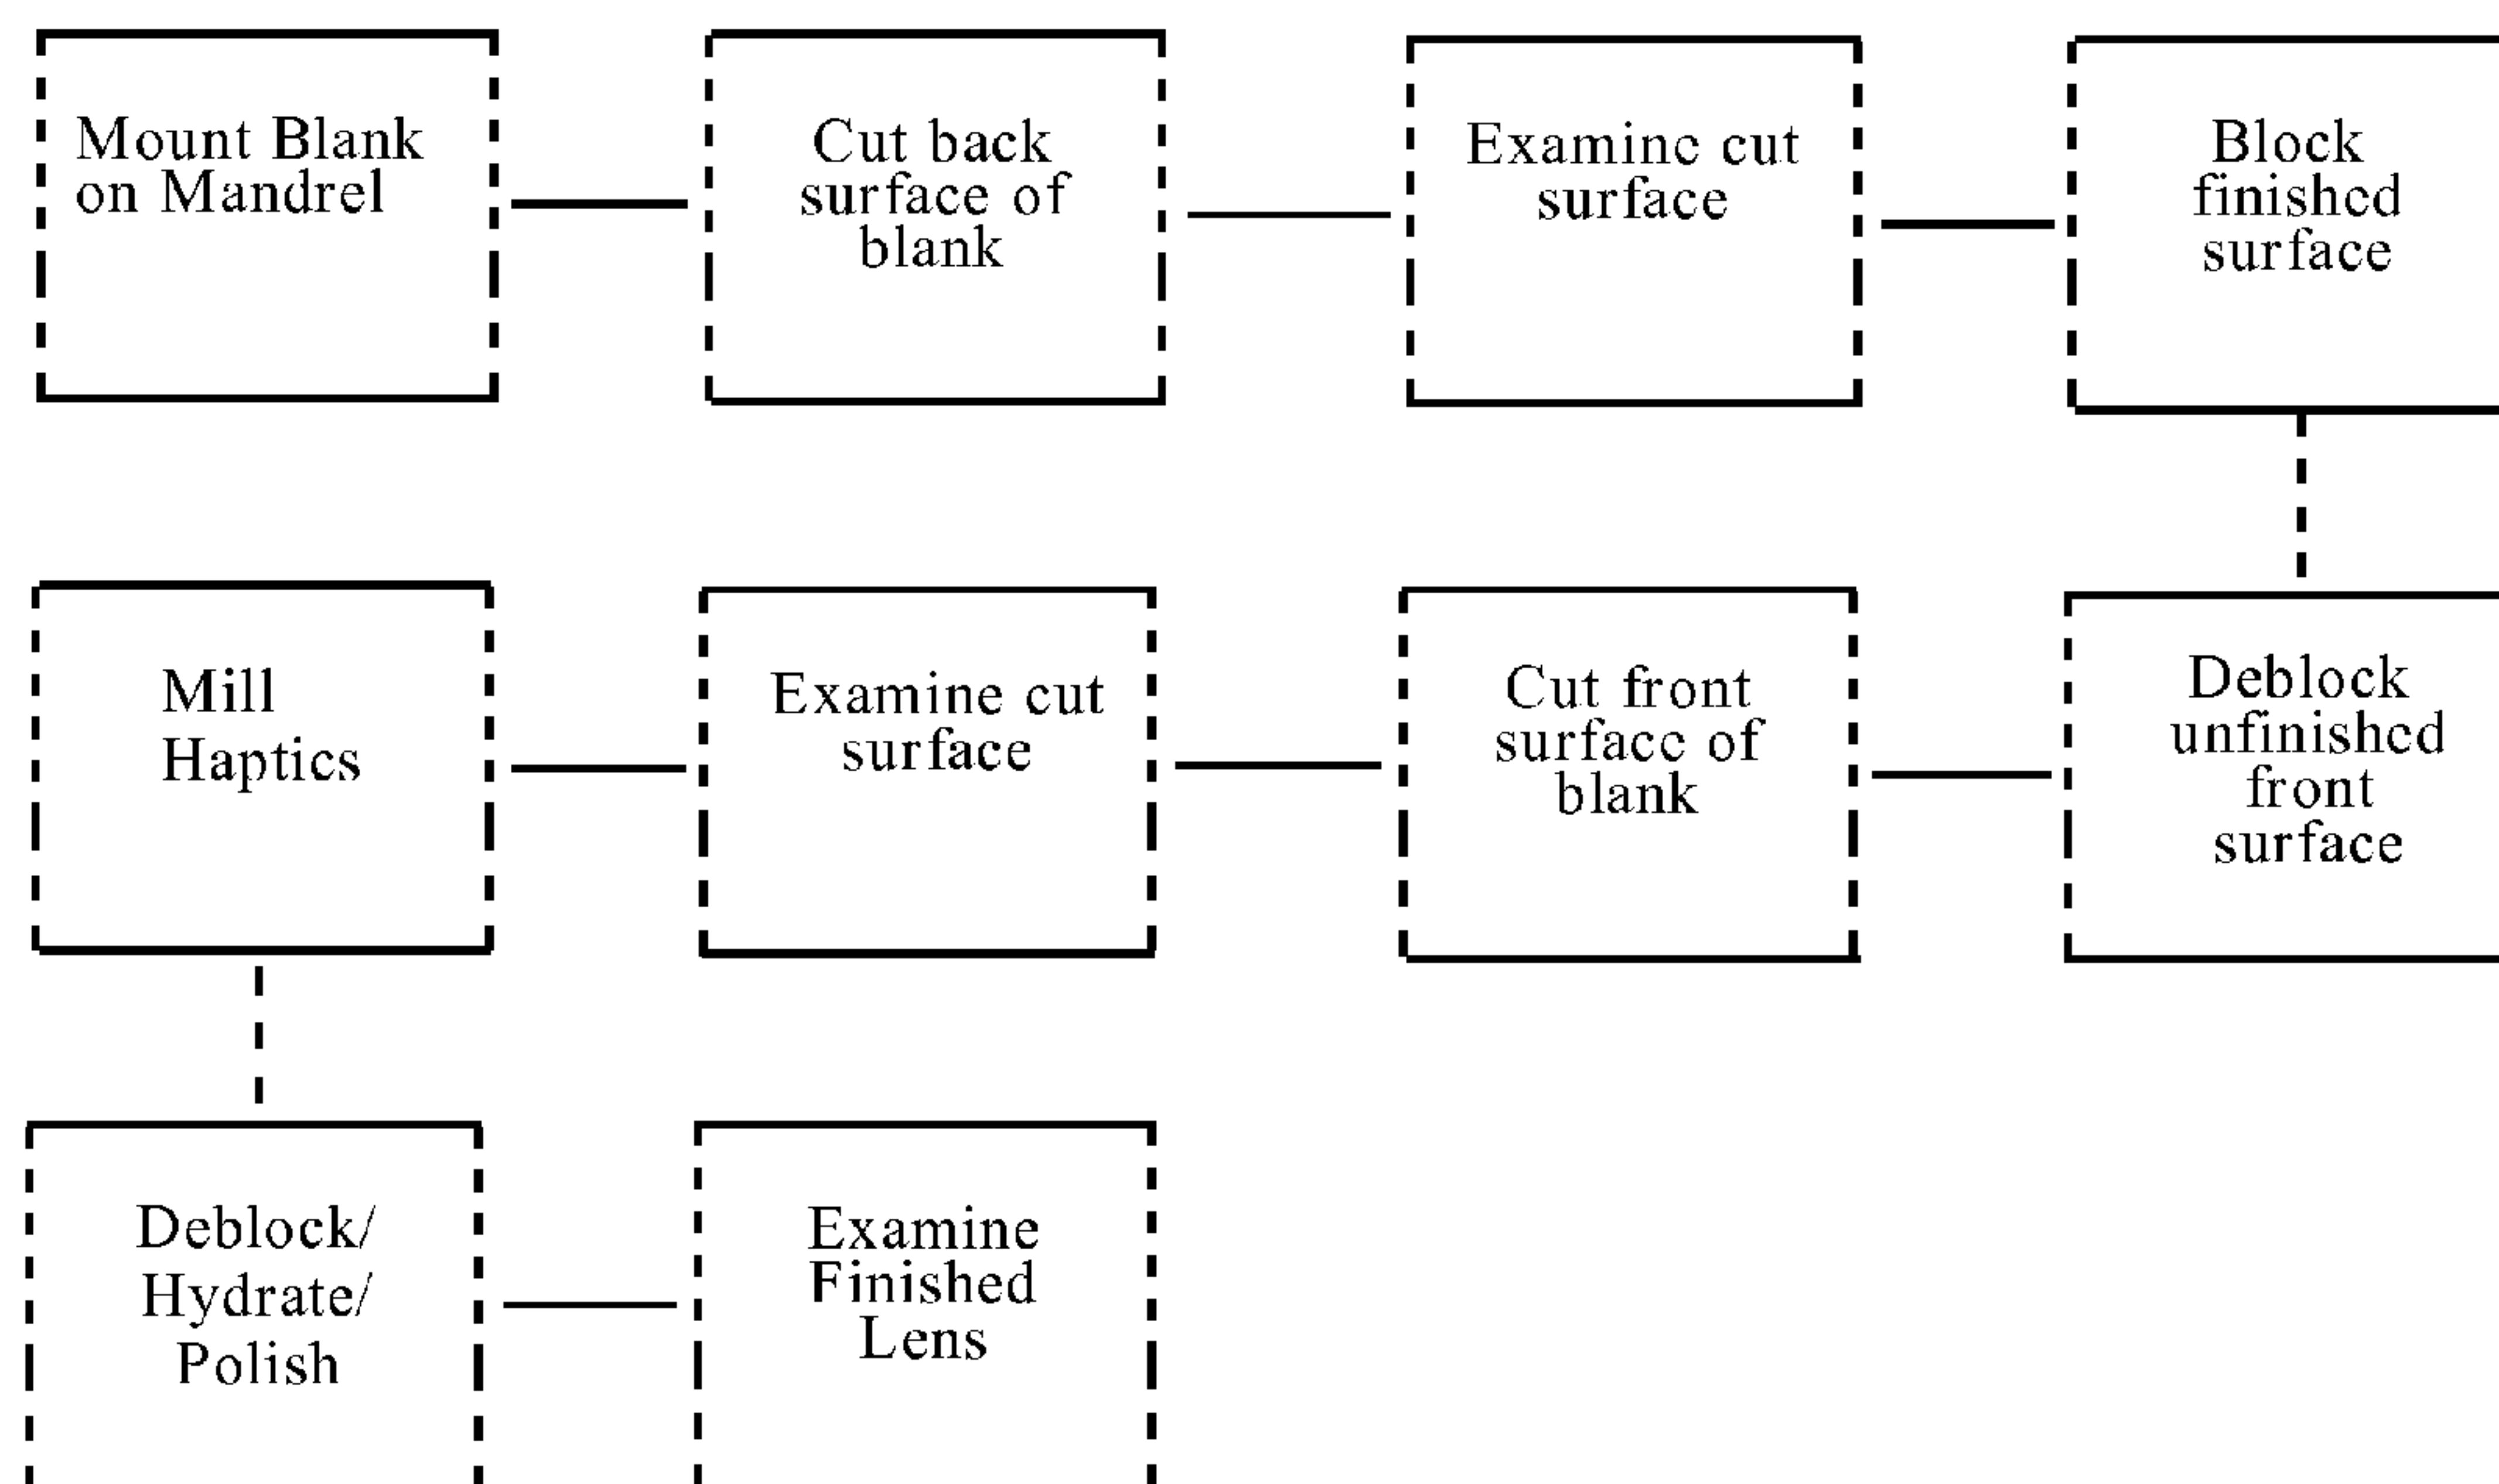 Mount Blank
on Mandrel
Cut back
surface of
blank
Examine cut
surface
Block
finished
surface
Mill
Haptics
Examine cut
surface
Cut front
surface of
blank
Deblock
unfinished
front
surface
Deblock/
Hydrate/
Polish
Examine
Finished
Lens